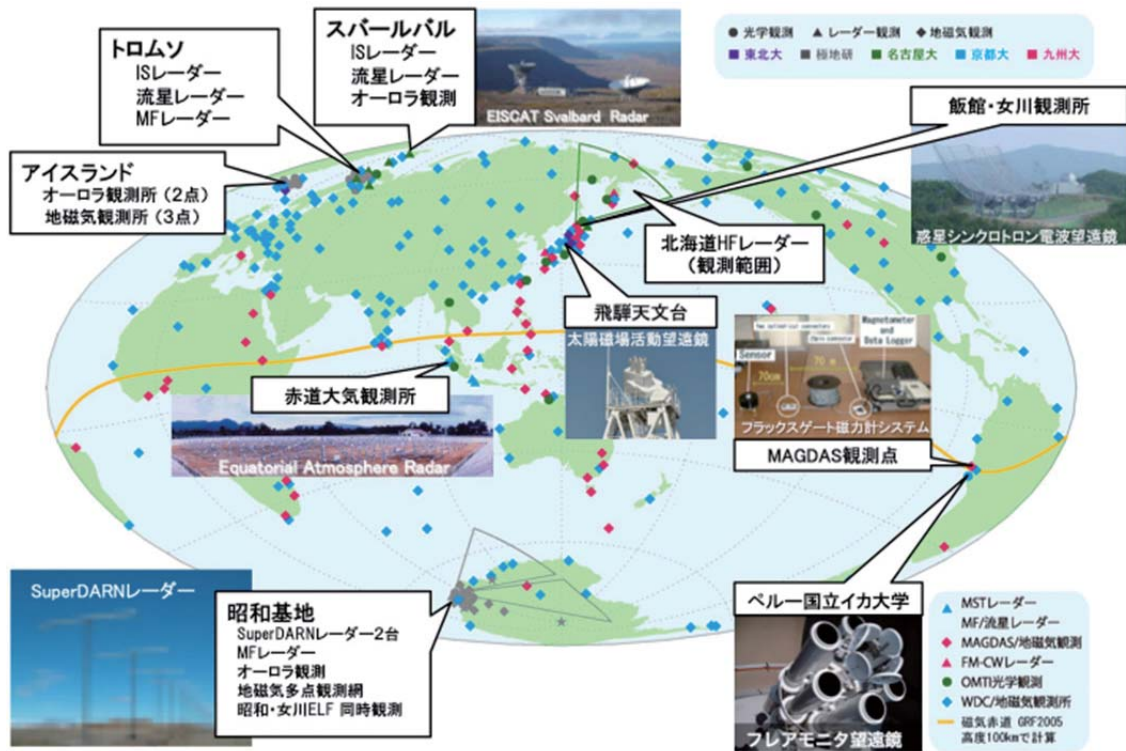 スバールバル
ISレーダー
流星レーダー
オーロラ観測
EISCAT Svalbard Radar
トロムソ
ISレーダー
流星レーダー
MFレーダー
アイスランド
オーロラ観測所（2点）
地磁気観測所（3点）
光学観測 レーダー観測 地磁気観測
東北大 極地研 名古屋大 京都大 九州大
飯館・女川観測所
惑星シンクロトロン電波望遠鏡
北海道HFレーダー
（観測範囲）
飛騨天文台
太陽磁場活動望遠鏡
Magnetometer
and
Data Logger
Sensor
70 m
70cm
フラックスゲート磁力計システム
MAGDAS観測点
赤道大気観測所
Equatorial Atmosphere Radar
SuperDARNレーダー
昭和基地
SuperDARNレーダー2台
MFレーダー
オーロラ観測
地磁気多点観測網
昭和・女川ELF 同時観測
ペルー国立イカ大学
フレアモニタ望遠鏡
MSTレーダー
MF/流星レーダー
MAGDAS/地磁気観測
FM-CWレーダー
OMTI光学観測
WDC/地磁気観測所
磁気赤道 GRF2005
高度100kmで計算